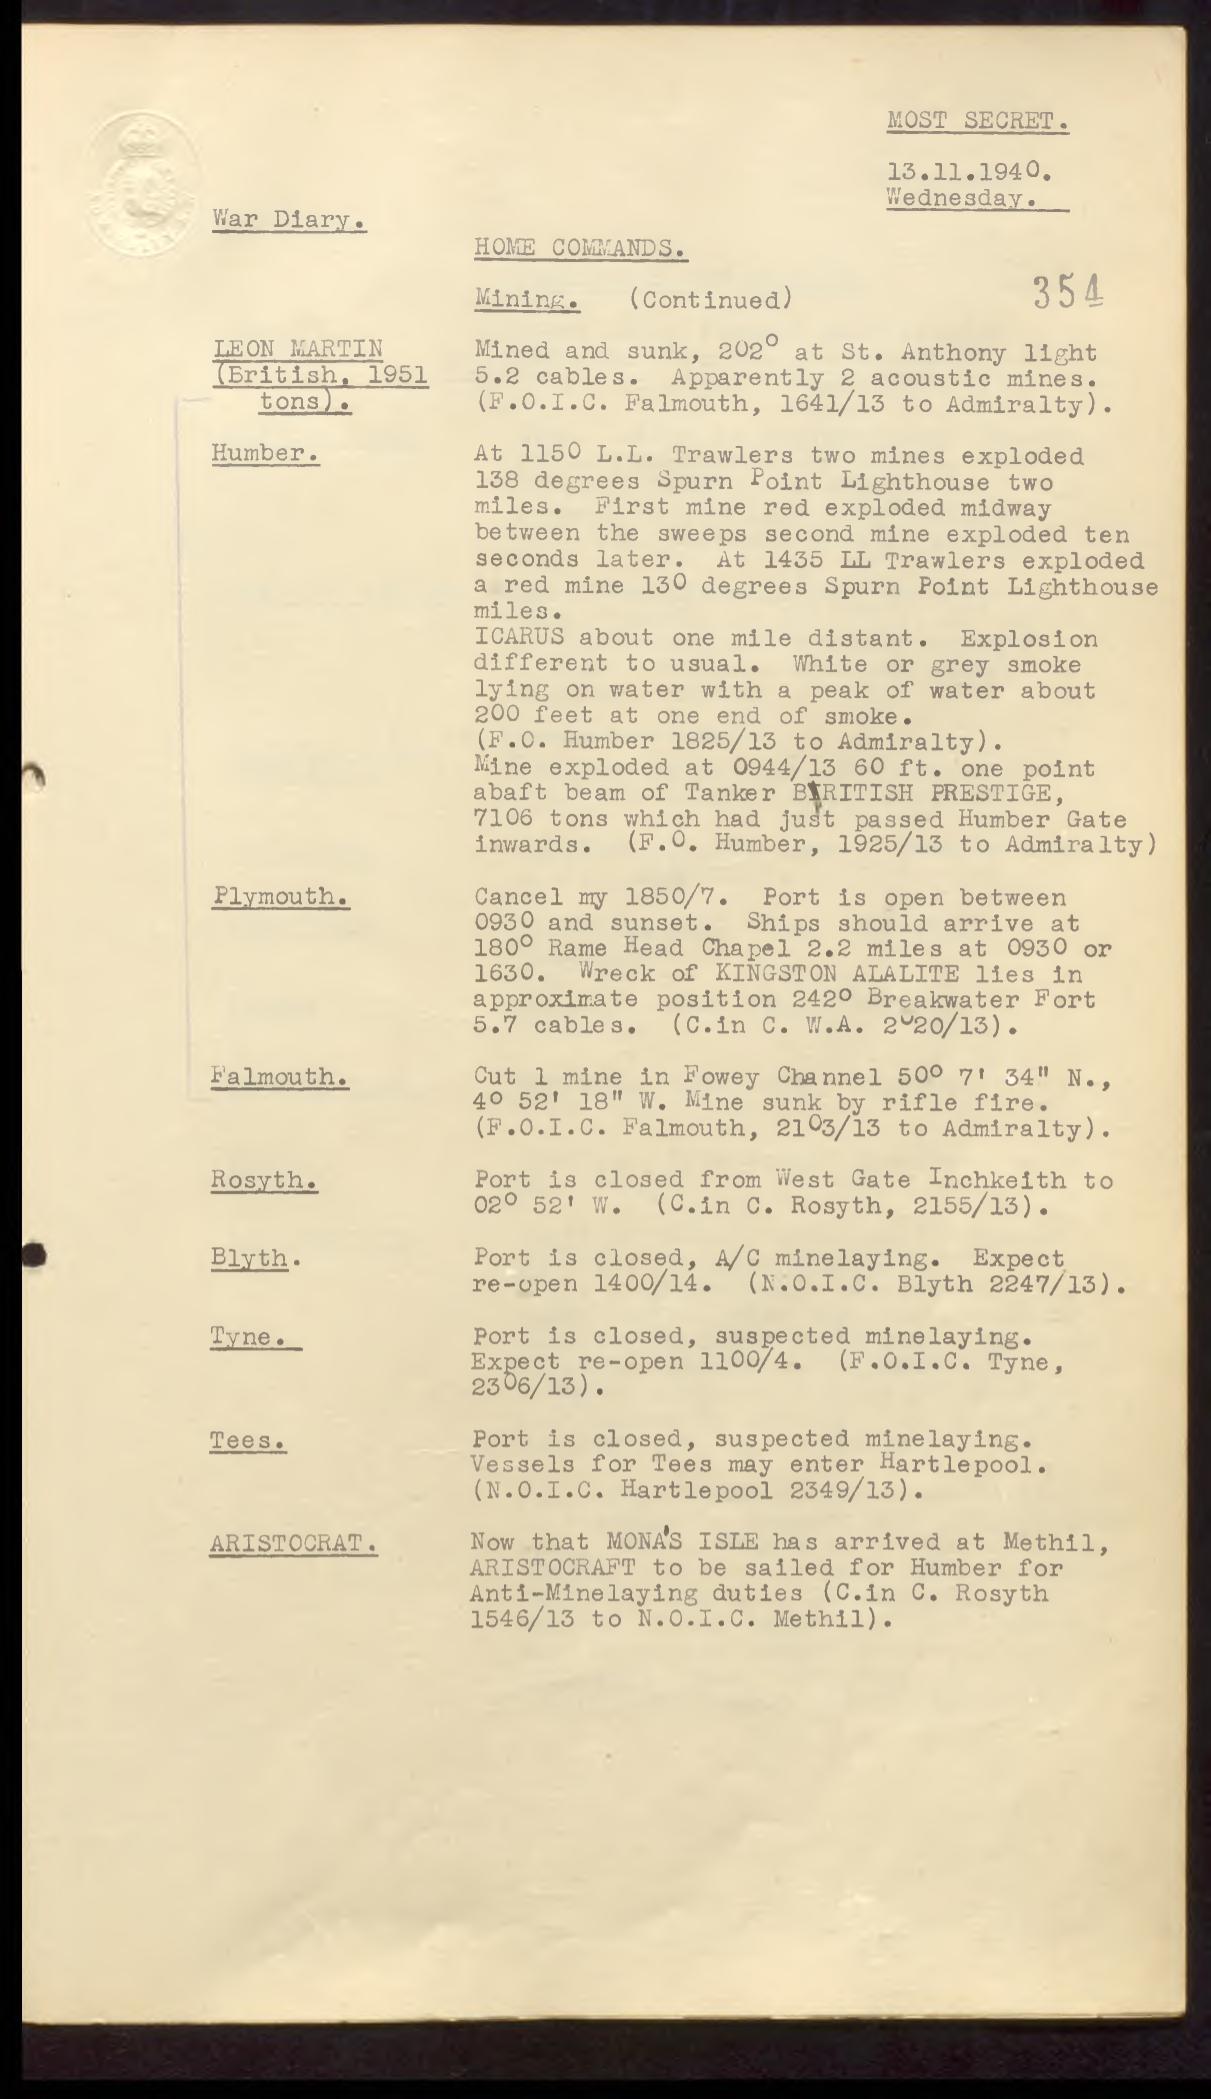 MOST SECRET.
13.11.1940.
Wednesday.
War Diary.
HOME COMMANDS.
Mining. (Continued)
354
LEON MARTIN
(British, 1951
tons).
Mined and sunk, 202° at St. Anthony light
5.2 cables. Apparently 2 acoustic mines.
(F.O.I.C. Falmouth, 1641/13 to Admiralty).
Humber.
At 1150 L.L. Trawlers two mines exploded
138 degrees Spurn Point Lighthouse two
miles. First mine red exploded midway
between the sweeps second mine exploded ten
seconds later. At 1435 LL Trawlers exploded
a red mine 130 degrees Spurn Point Lighthouse
miles.
ICARUS about one mile distant. Explosion
different to usual. White or grey smoke
lying on water with a peak of water about
200 feet at one end of smoke.
(F.O. Humber 1825/13 to Admiralty).
Mine exploded at 0944/13 60 ft. one point
abaft beam of Tanker BRITISH PRESTIGE,
7106 tons which had just passed Humber Gate
inwards. (F.O. Humber, 1925/13 to Admiralty)
Plymouth.
Cancel my 1850/7. Port is open between
0930 and sunset. Ships should arrive at
180° Rame Head Chapel 2.2 miles at 0930 or
1630. Wreck of KINGSTON ALALITE lies in
approximate position 242° Breakwater Fort
5.7 cables. (C.in C. W.A. 2020/13).
Falmouth.
Cut 1 mine in Fowey Channel 50° 7' 34" N.,
4° 52' 18" W. Mine sunk by rifle fire.
(F.O.I.C. Falmouth, 2103/13 to Admiralty).
Rosyth.
Port is closed from West Gate Inchkeith to
02° 52' W. (C.in C. Rosyth, 2155/13).
Blyth.
Port is closed, A/C minelaying. Expect
re-open 1400/14. (N.O.I.C. Blyth 2247/13).
Tyne.
Port is closed, suspected minelaying.
Expect re-open 1100/4. (F.O.I.C. Tyne,
2306/13).
Tees.
Port is closed, suspected minelaying.
Vessels for Tees may enter Hartlepool.
(N.O.I.C. Hartlepool 2349/13).
ARISTOCRAT.
Now that MONA'S ISLE has arrived at Methil,
ARISTOCRAFT to be sailed for Humber for
Anti-Minelaying duties (C.in C. Rosyth
1546/13 to N.O.I.C. Methil).